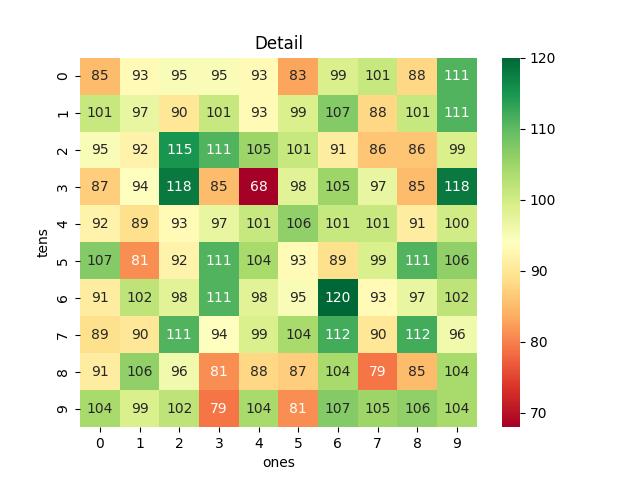 Detail
0 85 93 95 95 93 83 99 101 88 111
1 101 97 90 101 93 99 107 88 101 111
2 95 92 115 111 105 101 91 86 86 99
3 87 94 118 85 68 98 105 97 85 118
4 92 89 93 97 101 106 101 101 91 100
5 107 81 92 111 104 93 89 99 111 106
6 91 102 98 111 98 95 120 93 97 102
7 89 90 111 94 99 104 112 90 112 96
8 91 106 96 81 88 87 104 79 85 104
9 104 99 102 79 104 81 107 105 106 104
0 1 2 3 4 5 6 7 8 9
ones
tens
120
110
100
90
80
70